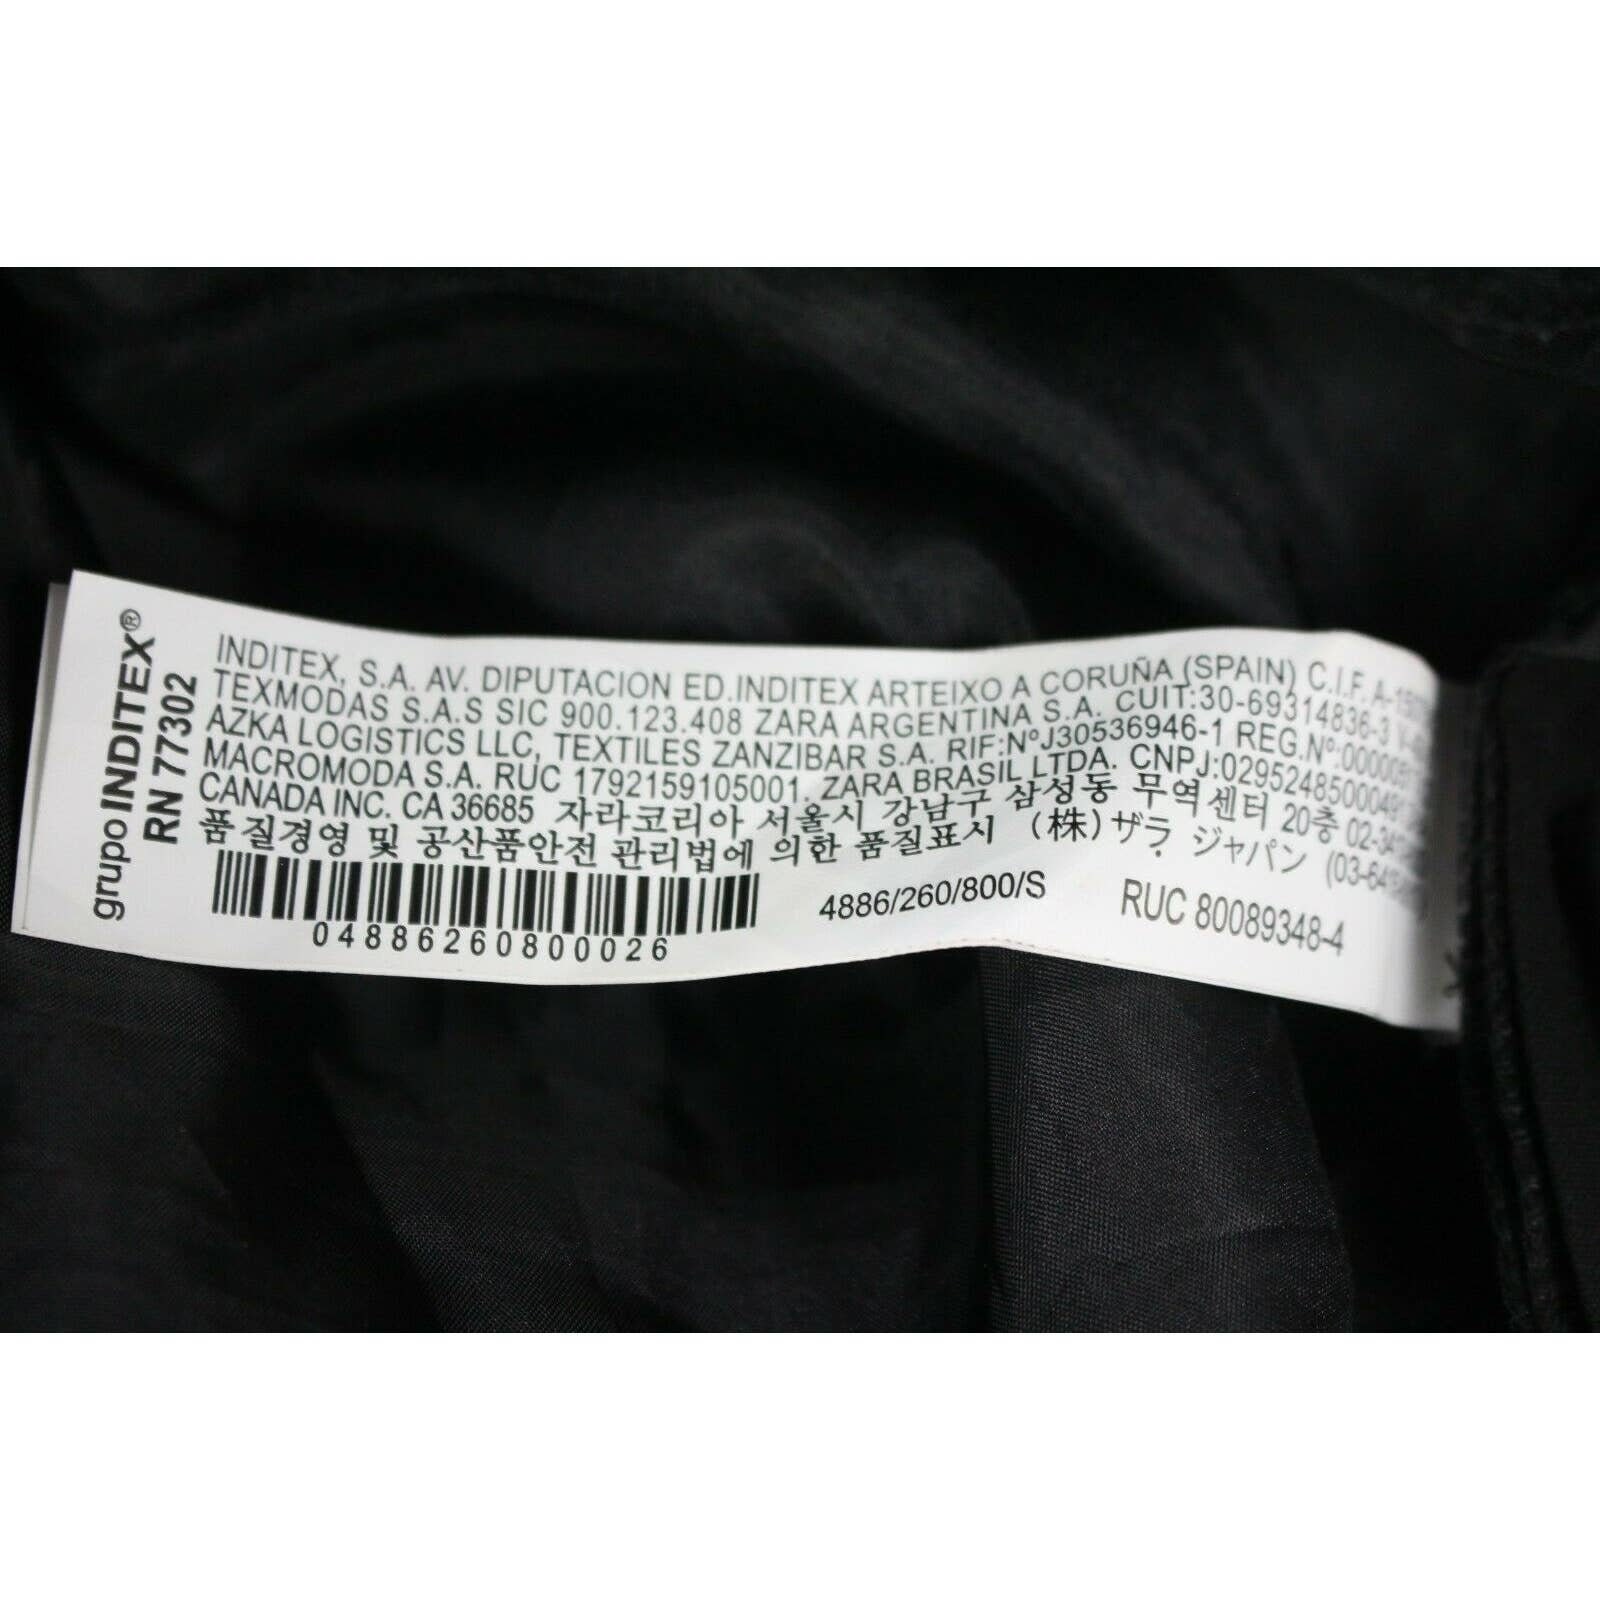 grupo INDITEX®
RN 77302
INDITEX, S.A. AV. DIPUTACION ED.INDITEX ARTEIXO A CORUÑA (SPAIN) C.I.F.
TEXMODAS S.A.S SIC 900.123.408 ZARA ARGENTINA S.A. CUIT:30-69314836-3
AZKA LOGISTICS LLC, TEXTILES ZANZIBAR S.A. RIF:NºJ30536946-1 REG.Nº:
MACROMODA S.A. RUC 1792159105001. ZARA BRASIL LTDA. CNPJ:
CANADA INC. CA 36685 자라코리아 서울시 강남구 삼성동 무역센터 20층
품질경영 및 공산품안전 관리법에 의한 품질표시 (株)ザラ. ジャパン
4886/260/800/S
RUC 80089348-4
04886260800026